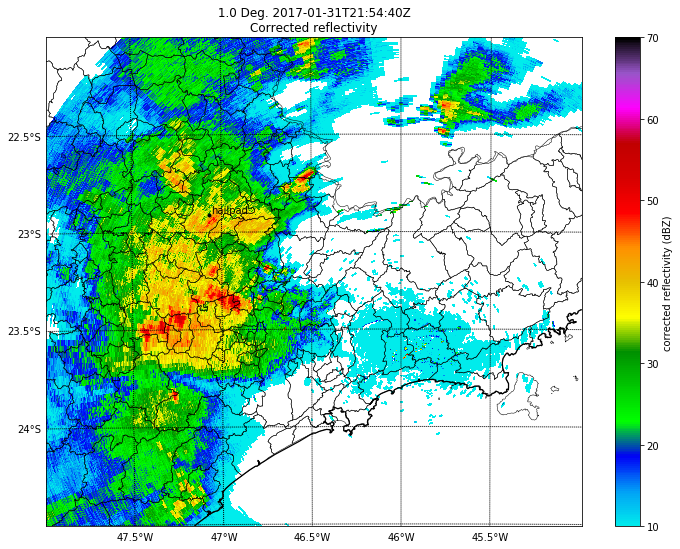 1.0 Deg. 2017-01-31T21:54:40Z
Corrected reflectivity
22.5°S
23°S
23.5°S
24°S
hailpad
47.5°W
47°W
46.5°W
46°W
45.5°W
70
60
50
40
30
20
10
corrected reflectivity (dBZ)